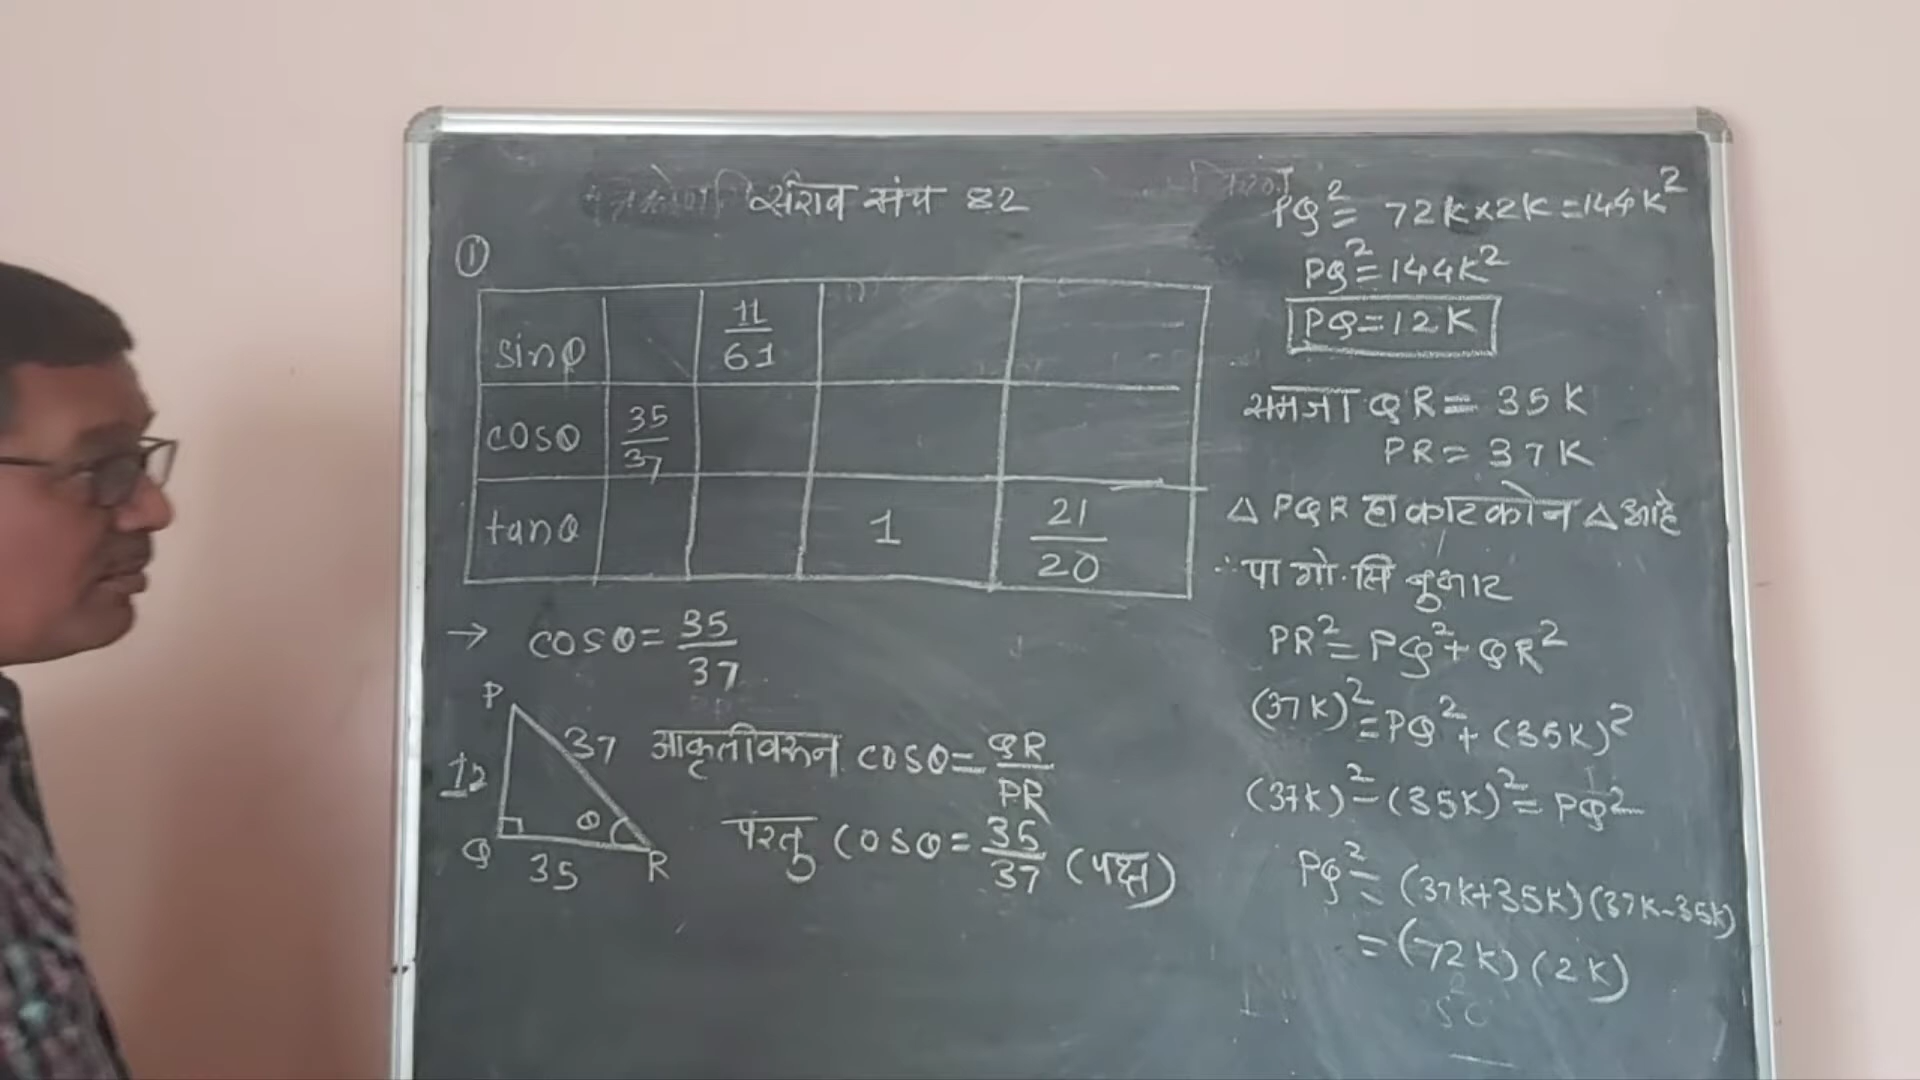 सराव संच 82
①
sinθ 11/61
cosθ 35/37
tanθ 1 21/20
→ cosθ = 35/37
P
37
12
θ
Q 35 R
आकृतीवरून cosθ = QR/PR
परंतु cosθ = 35/37 (पक्ष)
PQ² = 72K×2K = 144K²
PQ² = 144K²
PQ = 12K
समजा QR = 35K
PR = 37K
△ PQR हा काटकोन △ आहे
∴ पा गो. सि नुसार
PR² = PQ² + QR²
(37K)² = PQ² + (35K)²
(37K)² - (35K)² = PQ²
PQ² = (37K+35K)(37K-35K)
= (72K)(2K)